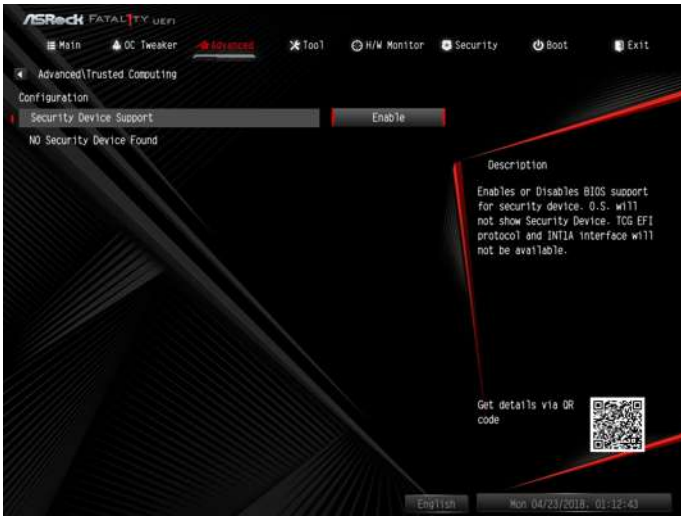 ASRock FATAL1TY UEFI
Main OC Tweaker Advanced Tool H/W Monitor Security Boot Exit
Advanced\Trusted Computing
Configuration
Security Device Support Enable
NO Security Device Found
Description
Enables or Disables BIOS support
for security device. O.S. will
not show Security Device. TCG EFI
protocol and INT1A interface will
not be available.
Get details via QR
code
English Mon 04/23/2018. 01:12:43